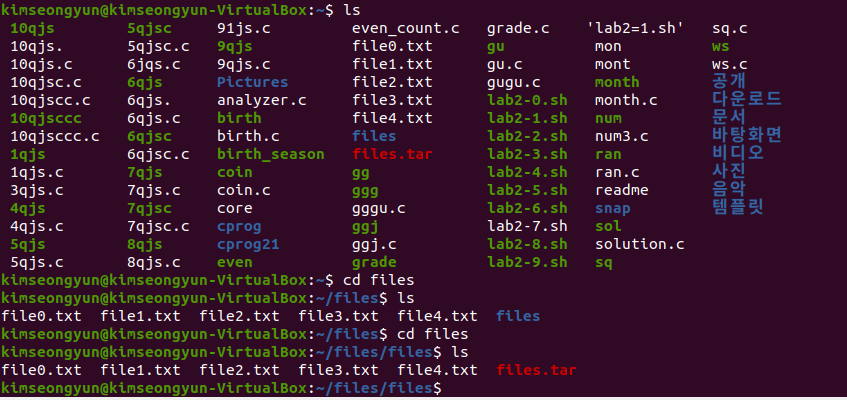 kimseongyun@kimseongyun-VirtualBox:~$ ls
10qjs 5qjsc 91js.c even_count.c grade.c 'lab2=1.sh' sq.c
10qjs. 5qjsc.c 9qjs file0.txt gu mon ws
10qjs.c 6jqs.c 9qjs.c file1.txt gu.c mont ws.c
10qjsc.c 6qjs Pictures file2.txt gugu.c month 공개
10qjscc.c 6qjs. analyzer.c file3.txt lab2-0.sh month.c 다운로드
10qjsccc 6qjs.c birth file4.txt lab2-1.sh num 문서
10qjsccc.c 6qjsc birth.c files lab2-2.sh num3.c 바탕화면
1qjs 6qjsc.c birth_season files.tar lab2-3.sh ran 비디오
1qjs.c 7qjs coin gg lab2-4.sh ran.c 사진
3qjs.c 7qjs.c coin.c ggg lab2-5.sh readme 음악
4qjs 7qjsc core gggu.c lab2-6.sh snap 템플릿
4qjs.c 7qjsc.c cprog ggj lab2-7.sh sol
5qjs 8qjs cprog21 ggj.c lab2-8.sh solution.c
5qjs.c 8qjs.c even grade lab2-9.sh sq
kimseongyun@kimseongyun-VirtualBox:~$ cd files
kimseongyun@kimseongyun-VirtualBox:~/files$ ls
file0.txt file1.txt file2.txt file3.txt file4.txt files
kimseongyun@kimseongyun-VirtualBox:~/files$ cd files
kimseongyun@kimseongyun-VirtualBox:~/files/files$ ls
file0.txt file1.txt file2.txt file3.txt file4.txt files.tar
kimseongyun@kimseongyun-VirtualBox:~/files/files$